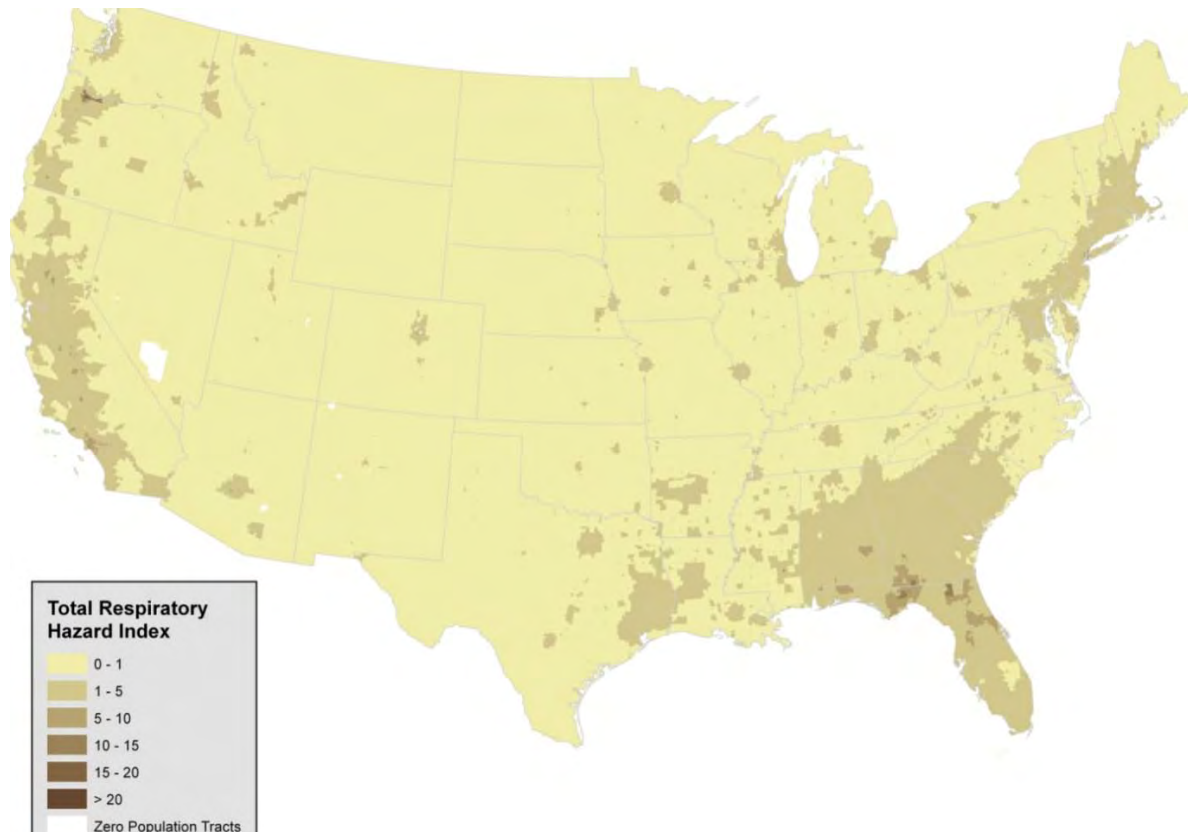 Total Respiratory
Hazard Index
0 - 1
1 - 5
5 - 10
10 - 15
15 - 20
> 20
Zero Population Tracts